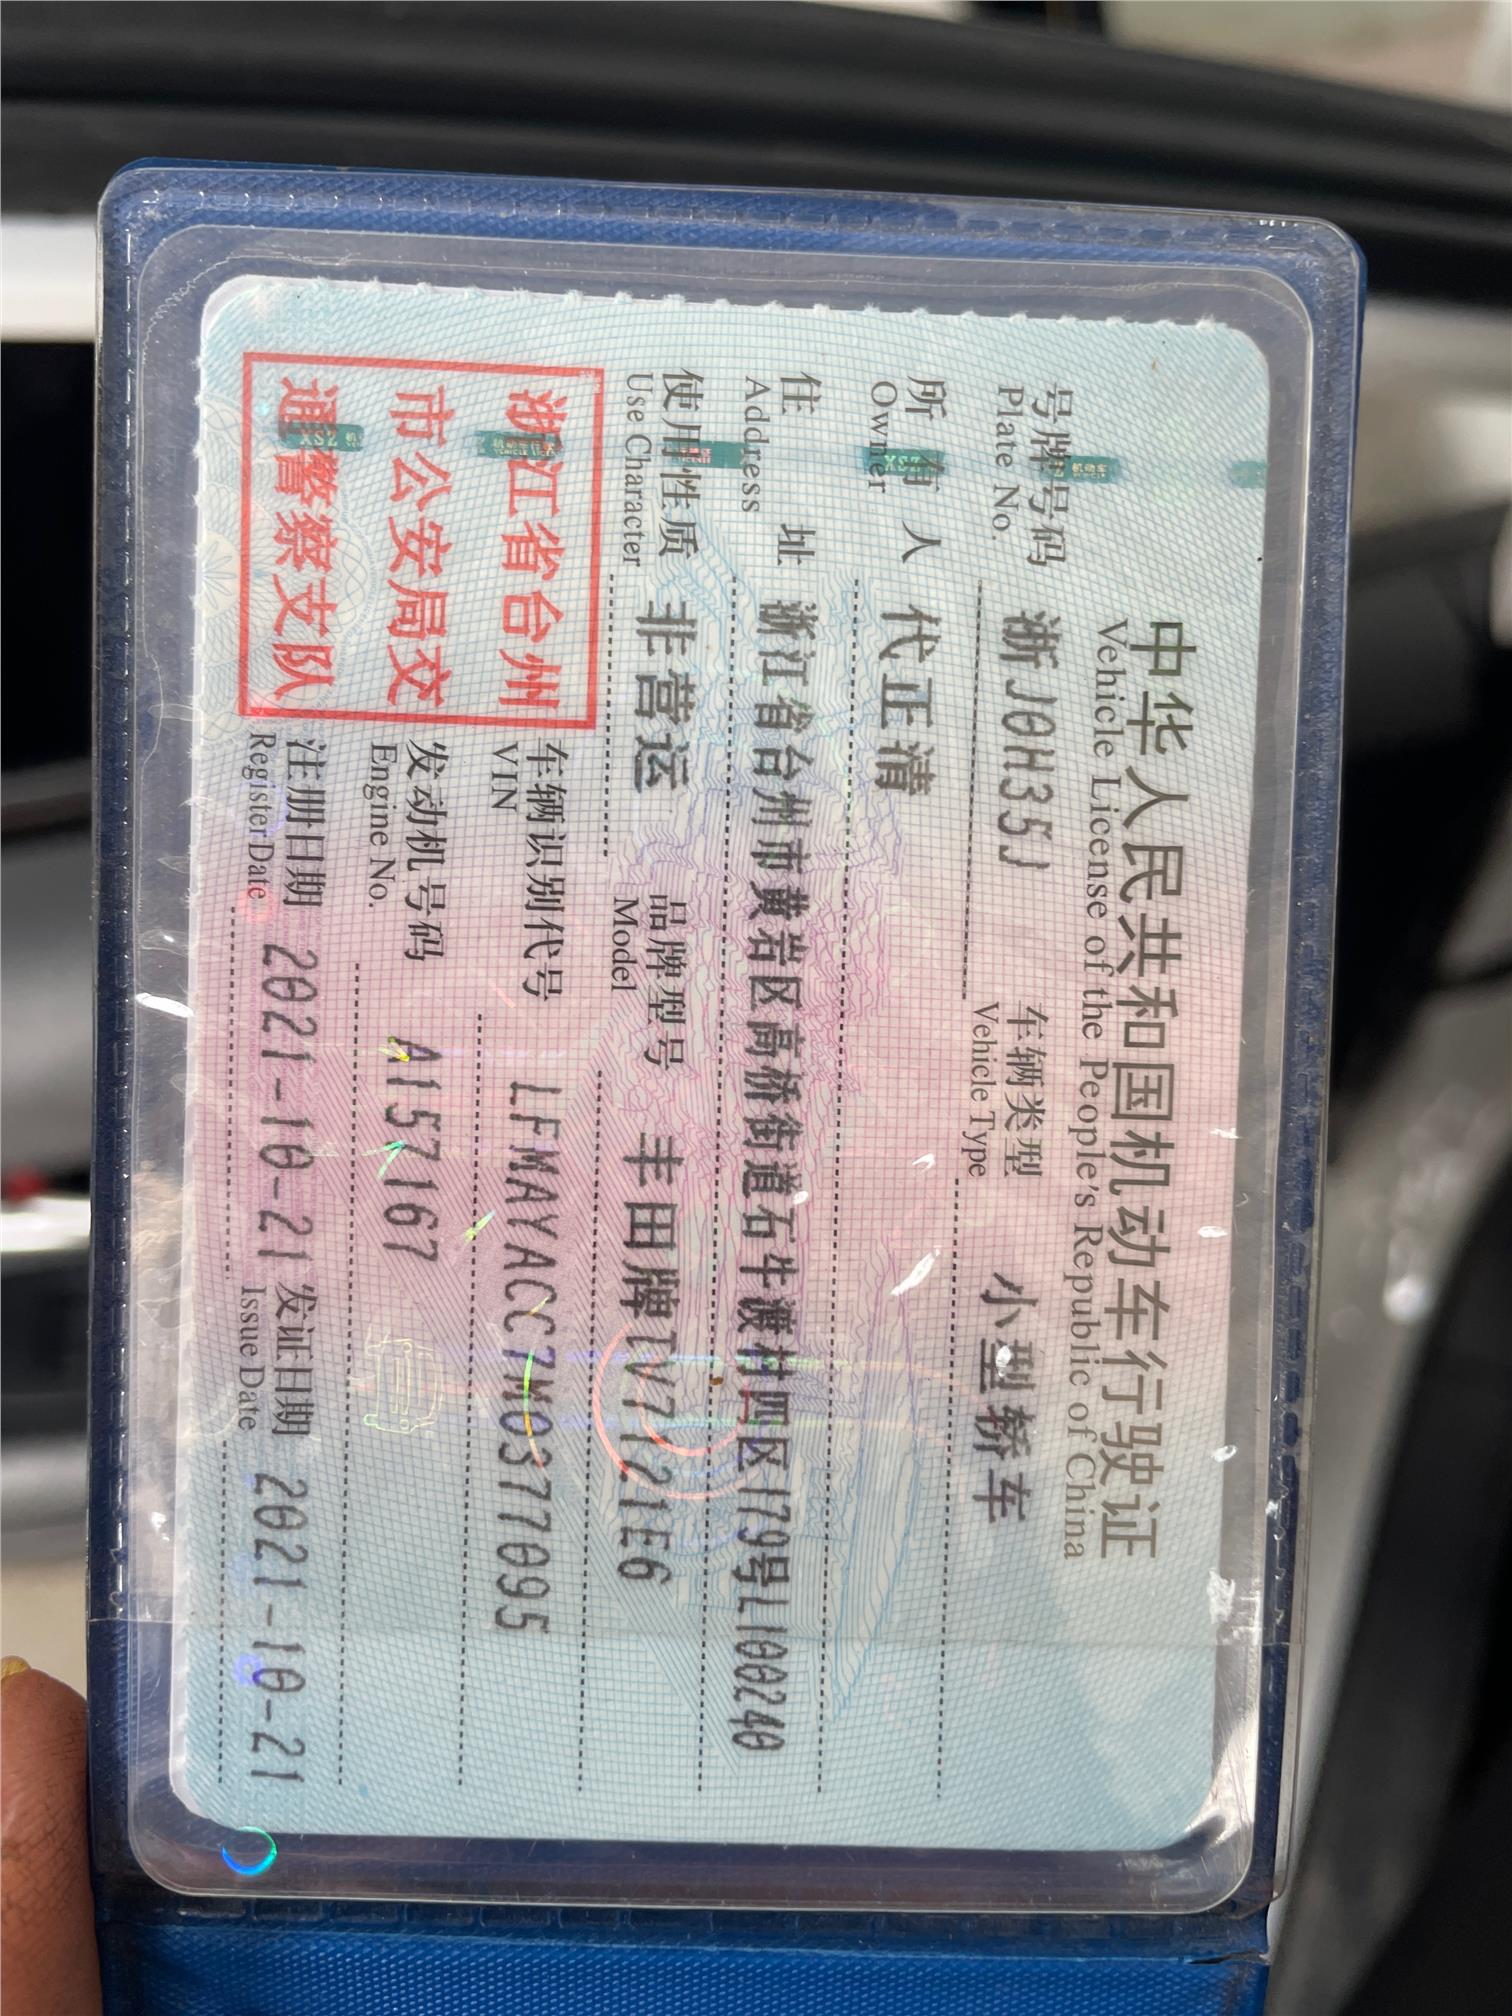 中华人民共和国机动车行驶证
Vehicle License of the People's Republic of China
号牌号码 浙J0H35J 车辆类型 小型轿车
Plate No. Vehicle Type
所有人 代正清
Owner
住址 浙江省台州市黄岩区高桥街道石牛渡村四区179号L100240
Address
使用性质 非营运 品牌型号 丰田牌TV7121E6
Use Character Model
浙江省台州
市公安局交
通警察支队
车辆识别代号 LFMAYACC7M0377095
VIN
发动机号码 A157167
Engine No.
注册日期 2021-10-21 发证日期 2021-10-21
Register Date Issue Date